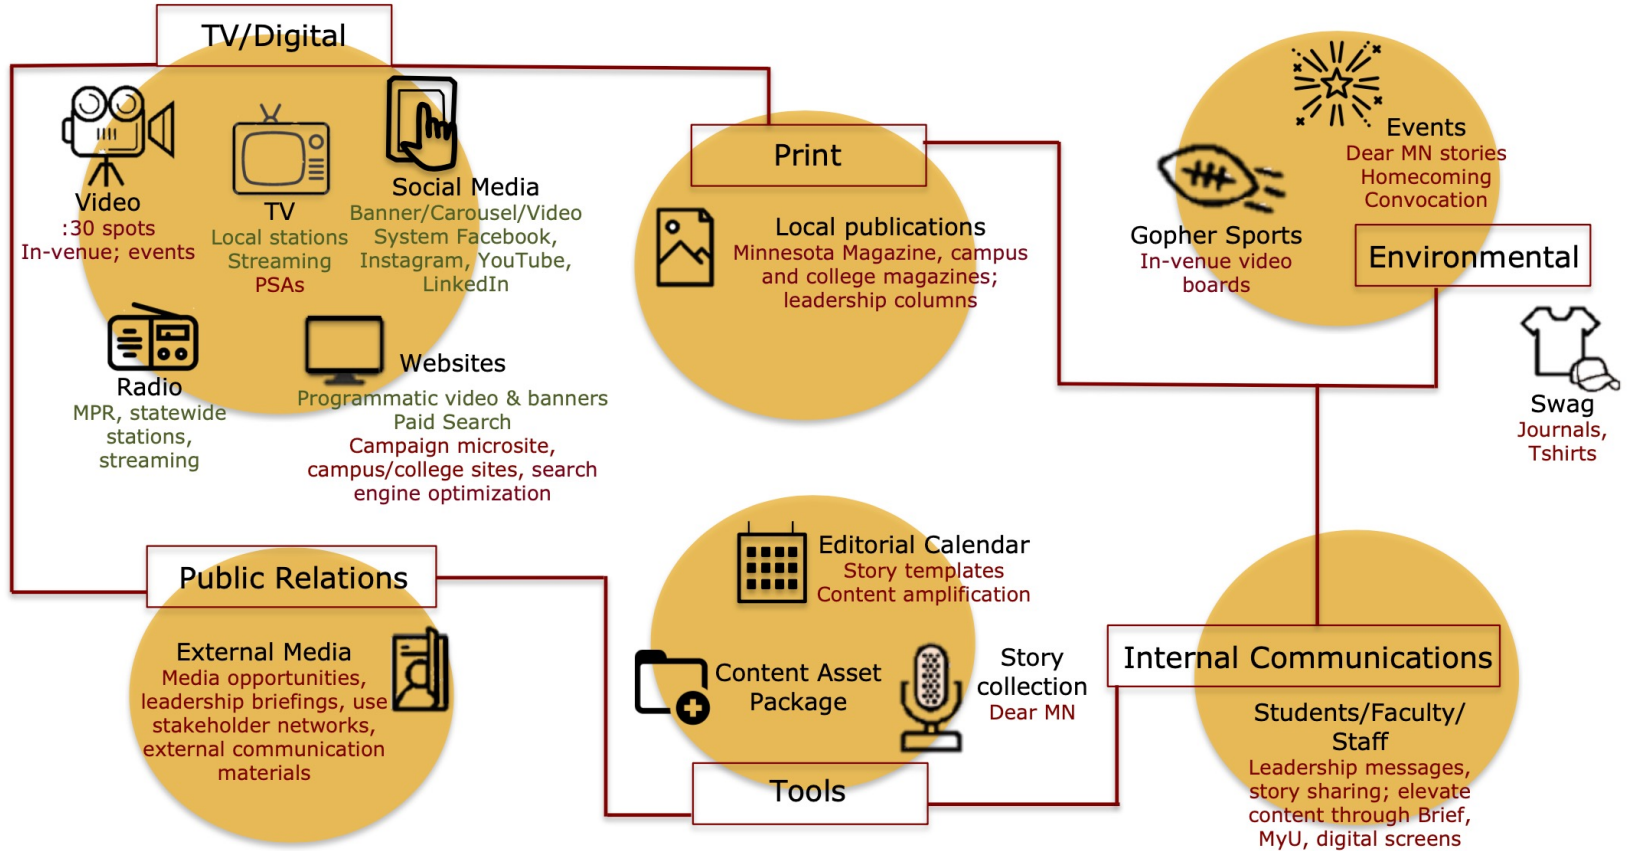 TV/Digital
Video
:30 spots
In-venue; events
TV
Local stations
Streaming
PSAs
Social Media
Banner/Carousel/Video
System Facebook,
Instagram, YouTube,
LinkedIn
Radio
MPR, statewide
stations,
streaming
Websites
Programmatic video & banners
Paid Search
Campaign microsite,
campus/college sites, search
engine optimization
Print
Local publications
Minnesota Magazine, campus
and college magazines;
leadership columns
Events
Dear MN stories
Homecoming
Convocation
Gopher Sports
In-venue video
boards
Environmental
Swag
Journals,
Tshirts
Public Relations
External Media
Media opportunities,
leadership briefings, use
stakeholder networks,
external communication
materials
Editorial Calendar
Story templates
Content amplification
Content Asset
Package
Story
collection
Dear MN
Tools
Internal Communications
Students/Faculty/
Staff
Leadership messages,
story sharing; elevate
content through Brief,
MyU, digital screens